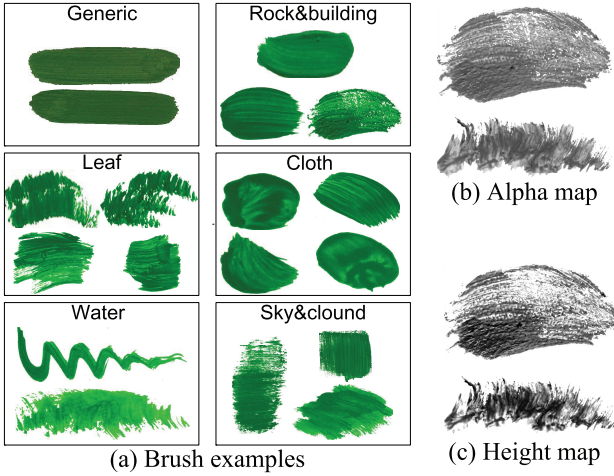 Generic
Rock&building
Leaf
Cloth
Water
Sky&clound
(a) Brush examples
(b) Alpha map
(c) Height map